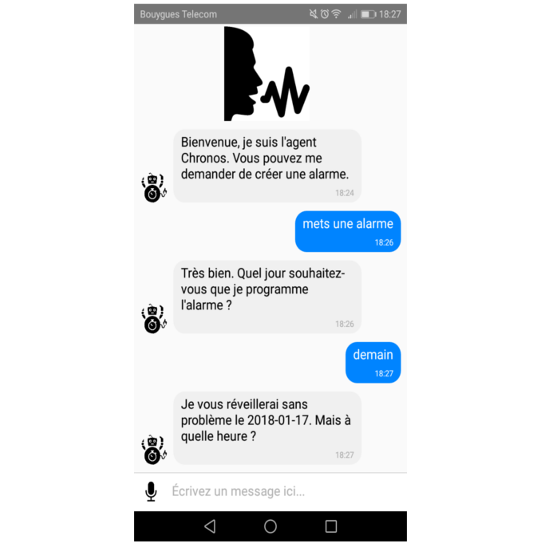 Bouygues Telecom 18:27
Bienvenue, je suis l'agent
Chronos. Vous pouvez me
demander de créer une alarme.
18:24
mets une alarme
18:26
Très bien. Quel jour souhaitez-
vous que je programme
l'alarme ?
18:26
demain
18:27
Je vous réveillerai sans
problème le 2018-01-17. Mais à
quelle heure ?
18:27
Écrivez un message ici...